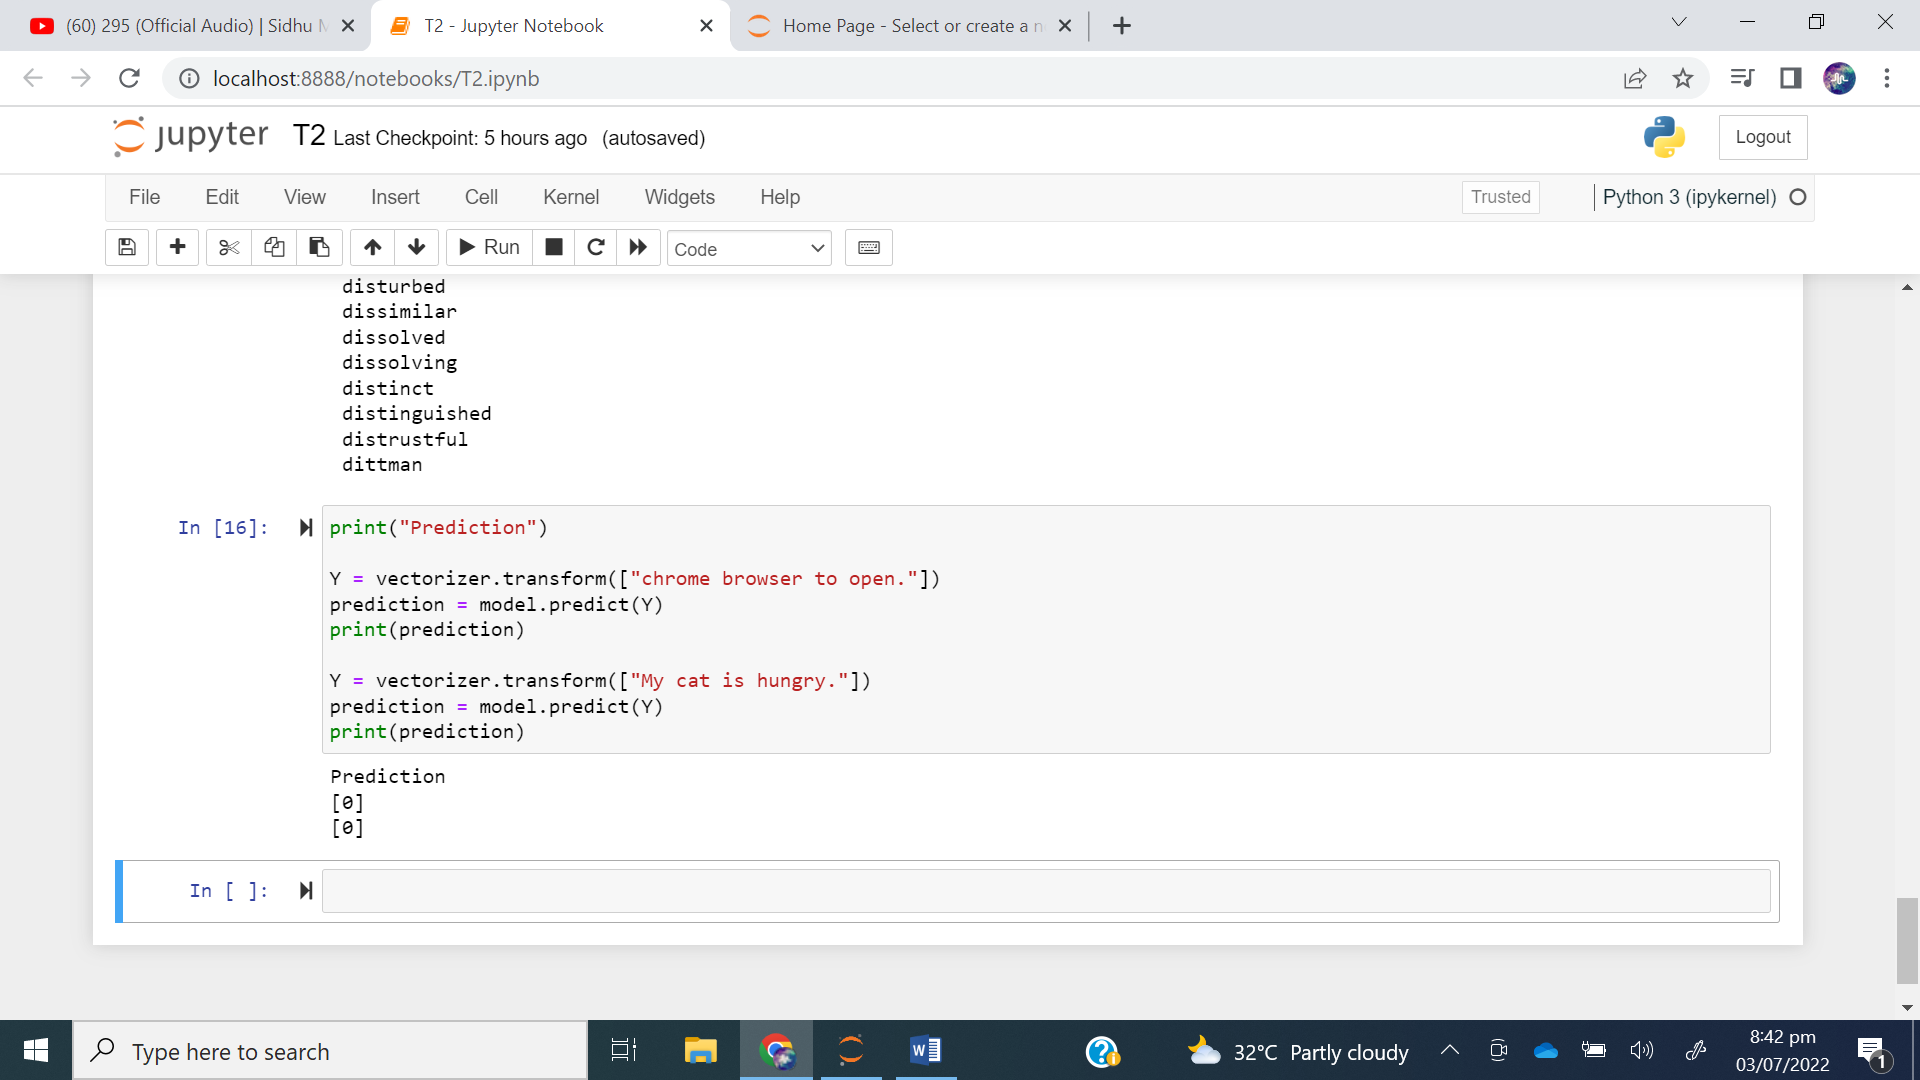 (60) 295 (Official Audio) | Sidhu M
T2 - Jupyter Notebook
Home Page - Select or create a n
localhost:8888/notebooks/T2.ipynb
jupyter T2 Last Checkpoint: 5 hours ago (autosaved)
Logout
File Edit View Insert Cell Kernel Widgets Help
Trusted
Python 3 (ipykernel)
Run
Code
disturbed
dissimilar
dissolved
dissolving
distinct
distinguished
distrustful
dittman
In [16]:
print("Prediction")
Y = vectorizer.transform(["chrome browser to open."])
prediction = model.predict(Y)
print(prediction)
Y = vectorizer.transform(["My cat is hungry."])
prediction = model.predict(Y)
print(prediction)
Prediction
[0]
[0]
In [ ]:
Type here to search
32°C Partly cloudy
8:42 pm
03/07/2022
1